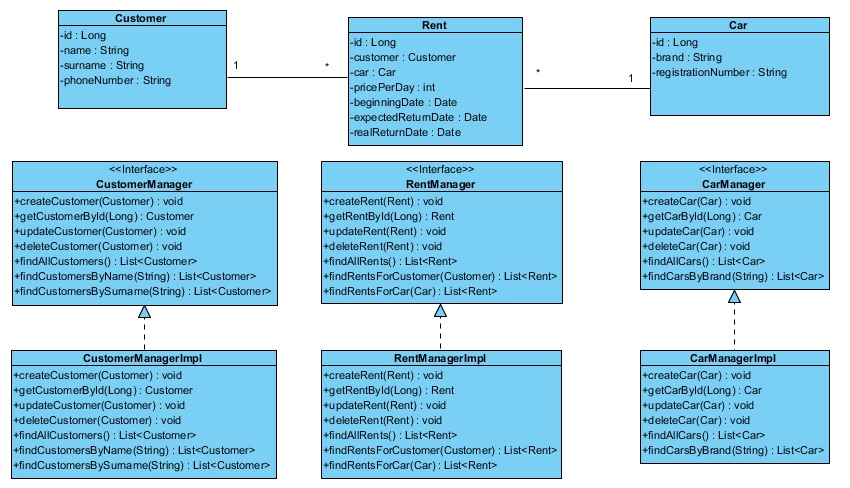 Customer
-id : Long
-name : String
-surname : String
-phoneNumber : String
1
*
Rent
-id : Long
-customer : Customer
-car : Car
-pricePerDay : int
-beginningDate : Date
-expectedReturnDate : Date
-realReturnDate : Date
*
1
Car
-id : Long
-brand : String
-registrationNumber : String
<<Interface>>
CustomerManager
+createCustomer(Customer) : void
+getCustomerById(Long) : Customer
+updateCustomer(Customer) : void
+deleteCustomer(Customer) : void
+findAllCustomers() : List<Customer>
+findCustomersByName(String) : List<Customer>
+findCustomersBySurname(String) : List<Customer>
<<Interface>>
RentManager
+createRent(Rent) : void
+getRentById(Long) : Rent
+updateRent(Rent) : void
+deleteRent(Rent) : void
+findAllRents() : List<Rent>
+findRentsForCustomer(Customer) : List<Rent>
+findRentsForCar(Car) : List<Rent>
<<Interface>>
CarManager
+createCar(Car) : void
+getCarById(Long) : Car
+updateCar(Car) : void
+deleteCar(Car) : void
+findAllCars() : List<Car>
+findCarsByBrand(String) : List<Car>
CustomerManagerImpl
+createCustomer(Customer) : void
+getCustomerById(Long) : Customer
+updateCustomer(Customer) : void
+deleteCustomer(Customer) : void
+findAllCustomers() : List<Customer>
+findCustomersByName(String) : List<Customer>
+findCustomersBySurname(String) : List<Customer>
RentManagerImpl
+createRent(Rent) : void
+getRentById(Long) : Rent
+updateRent(Rent) : void
+deleteRent(Rent) : void
+findAllRents() : List<Rent>
+findRentsForCustomer(Customer) : List<Rent>
+findRentsForCar(Car) : List<Rent>
CarManagerImpl
+createCar(Car) : void
+getCarById(Long) : Car
+updateCar(Car) : void
+deleteCar(Car) : void
+findAllCars() : List<Car>
+findCarsByBrand(String) : List<Car>